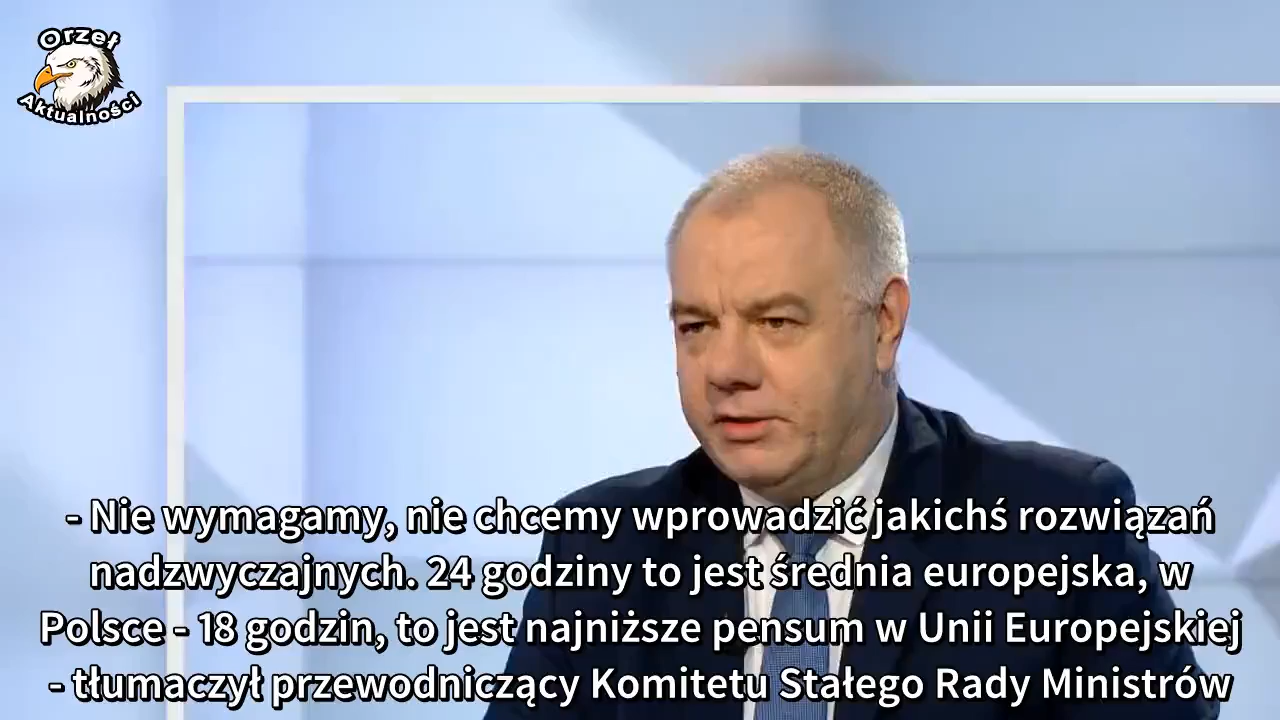 Orzeł
Aktualności
- Nie wymagamy, nie chcemy wprowadzić jakichś rozwiązań
nadzwyczajnych. 24 godziny to jest średnia europejska, w
Polsce - 18 godzin, to jest najniższe pensum w Unii Europejskiej
- tłumaczył przewodniczący Komitetu Stałego Rady Ministrów